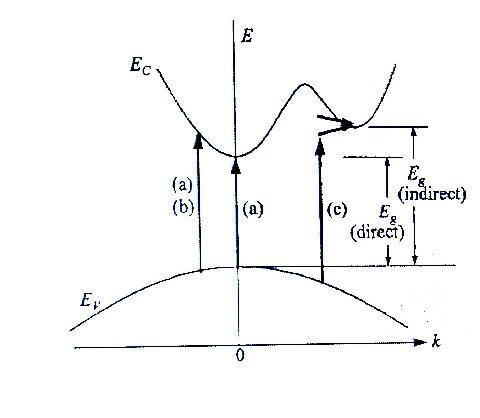 E
E_C
(a)
(b)
(a)
(c)
E_g
(direct)
E_g
(indirect)
E_V
k
0